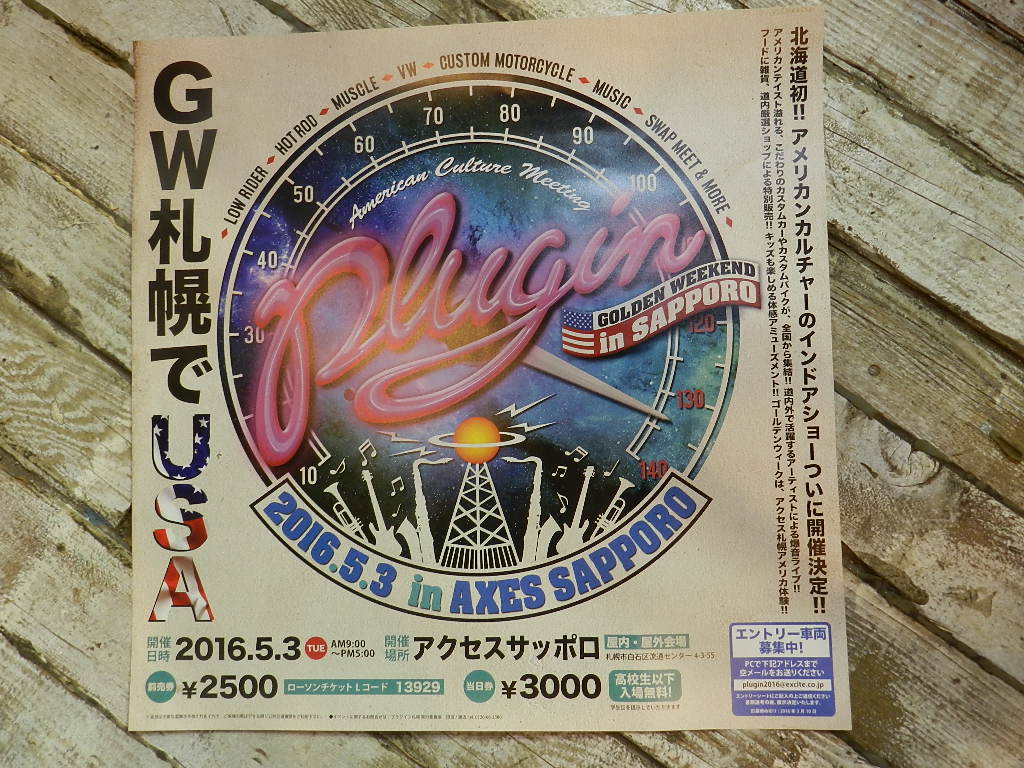 北海道初!! アメリカンカルチャーのインドアショーついに開催決定!!
アメリカンテイスト溢れる、こだわりのカスタムカーやカスタムバイクが、全国から集結!! 道内外で活躍するアーティストによる爆音ライブ!!
フードに雑貨、道内厳選ショップによる特別販売!! キッズも楽しめる体感アミューズメント!! ゴールデンウィークは、アクセス札幌アメリカ体験!!
GW札幌でUSA
LOW RIDER ♦ HOT ROD ♦ MUSCLE ♦ VW ♦ CUSTOM MOTORCYCLE ♦ MUSIC ♦ SWAP MEET & MORE ♦
10 30 40 50 60 70 80 90 100 120 130 140
American Culture Meeting
Plugin
GOLDEN WEEKEND
in SAPPORO
2016.5.3 in AXES SAPPORO
開催日時 2016.5.3 TUE AM9:00～PM5:00
開催場所 アクセスサッポロ 屋内・屋外会場
札幌市白石区流通センター 4-3-55
前売券 ¥2500 ローソンチケット Lコード 13929
当日券 ¥3000 高校生以下入場無料!
エントリー車両
募集中!
PCで下記アドレスまで
空メールをお送りください
plugin2016@excite.co.jp